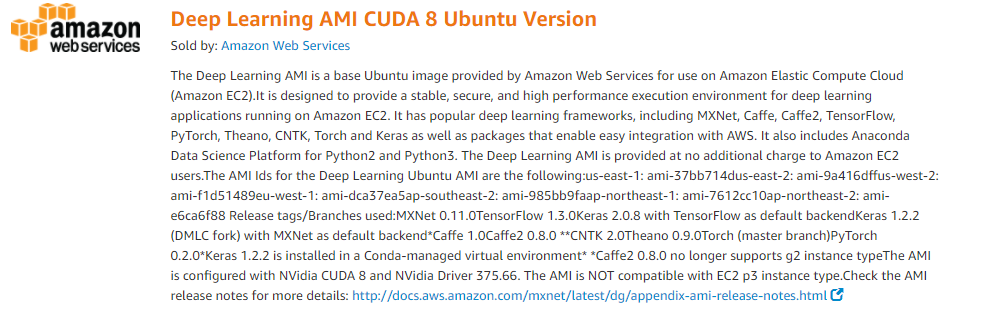 amazon
web services
Deep Learning AMI CUDA 8 Ubuntu Version
Sold by: Amazon Web Services
The Deep Learning AMI is a base Ubuntu image provided by Amazon Web Services for use on Amazon Elastic Compute Cloud
(Amazon EC2).It is designed to provide a stable, secure, and high performance execution environment for deep learning
applications running on Amazon EC2. It has popular deep learning frameworks, including MXNet, Caffe, Caffe2, TensorFlow,
PyTorch, Theano, CNTK, Torch and Keras as well as packages that enable easy integration with AWS. It also includes Anaconda
Data Science Platform for Python2 and Python3. The Deep Learning AMI is provided at no additional charge to Amazon EC2
users.The AMI Ids for the Deep Learning Ubuntu AMI are the following:us-east-1: ami-37bb714dus-east-2: ami-9a416dffus-west-2:
ami-f1d51489eu-west-1: ami-dca37ea5ap-southeast-2: ami-985bb9faap-northeast-1: ami-7612cc10ap-northeast-2: ami-
e6ca6f88 Release tags/Branches used:MXNet 0.11.0TensorFlow 1.3.0Keras 2.0.8 with TensorFlow as default backendKeras 1.2.2
(DMLC fork) with MXNet as default backend*Caffe 1.0Caffe2 0.8.0 **CNTK 2.0Theano 0.9.0Torch (master branch)PyTorch
0.2.0*Keras 1.2.2 is installed in a Conda-managed virtual environment* *Caffe2 0.8.0 no longer supports g2 instance typeThe AMI
is configured with NVidia CUDA 8 and NVidia Driver 375.66. The AMI is NOT compatible with EC2 p3 instance type.Check the AMI
release notes for more details: http://docs.aws.amazon.com/mxnet/latest/dg/appendix-ami-release-notes.html